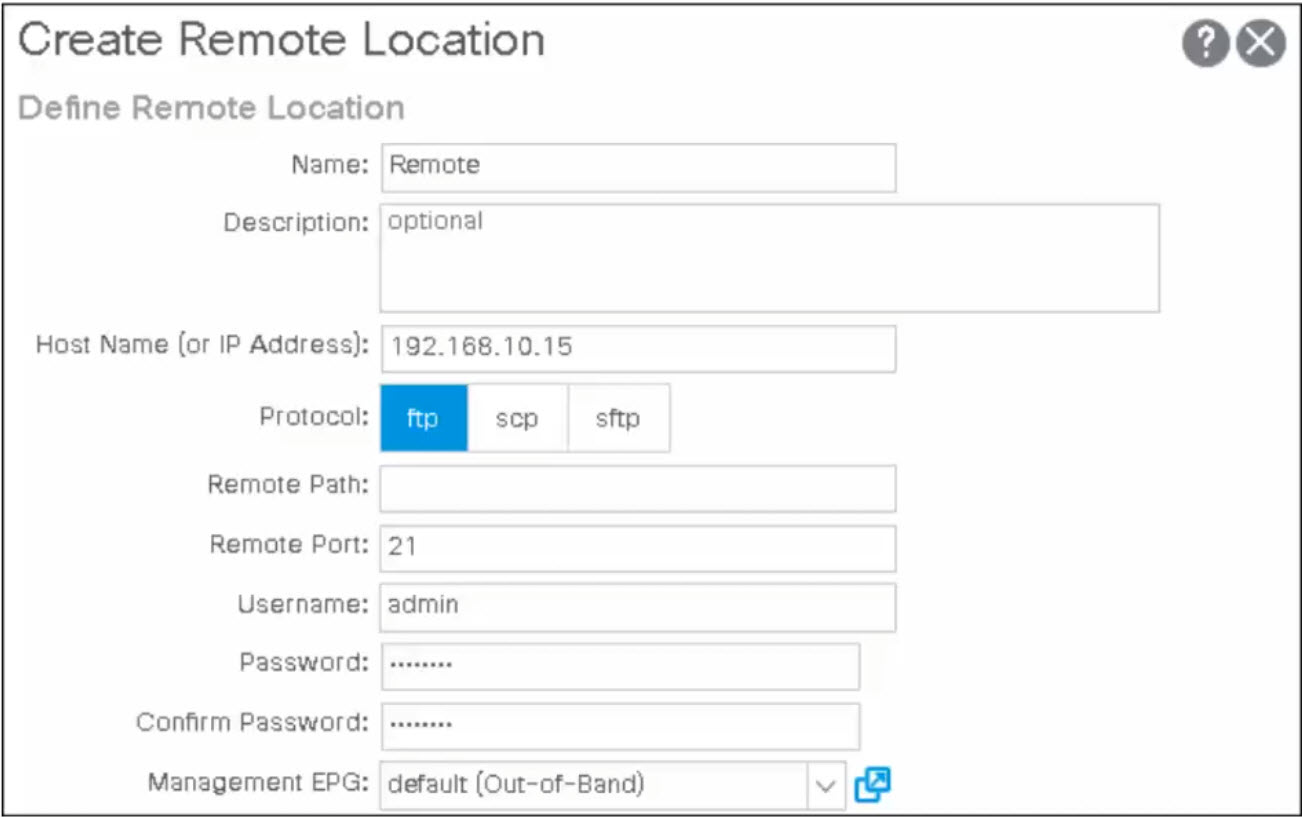 Create Remote Location
Define Remote Location
Name: Remote
Description: optional
Host Name (or IP Address): 192.168.10.15
Protocol: ftp scp sftp
Remote Path:
Remote Port: 21
Username: admin
Password: ········
Confirm Password: ········
Management EPG: default (Out-of-Band)